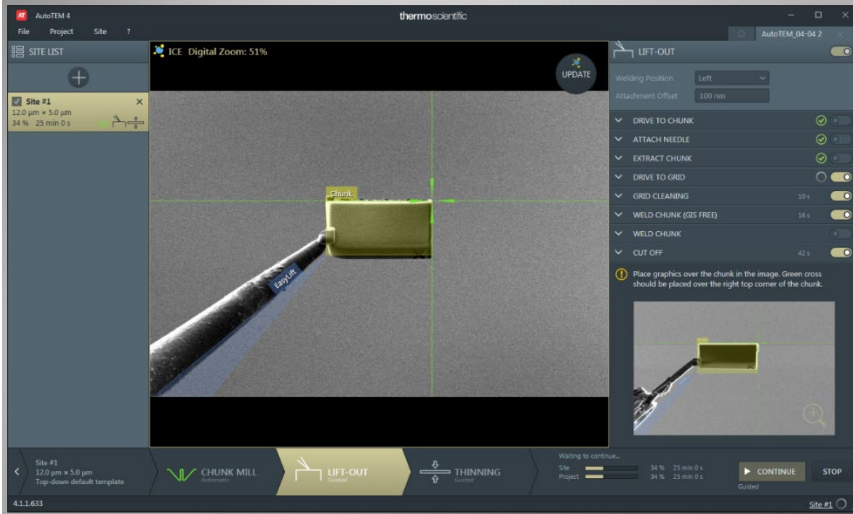 AutoTEM 4
thermoscientific
File Project Site ?
AutoTEM_04-04 2
SITE LIST
Site #1
12.0 µm × 5.0 µm
34 % 25 min 0 s
ICE Digital Zoom: 51%
UPDATE
Chunk
EasyLift
LIFT-OUT
Welding Position Left
Attachment Offset 100 nm
DRIVE TO CHUNK
ATTACH NEEDLE
EXTRACT CHUNK
DRIVE TO GRID
GRID CLEANING 10 s
WELD CHUNK (GIS FREE) 16 s
WELD CHUNK
CUT OFF 42 s
Place graphics over the chunk in the image. Green cross
should be placed over the right top corner of the chunk.
Site #1
12.0 µm × 5.0 µm
Top-down default template
CHUNK MILL
Automatic
LIFT-OUT
Guided
THINNING
Guided
Waiting to continue...
Site 34 % 25 min 0 s
Project 34 % 25 min 0 s
CONTINUE
Guided
STOP
4.1.1.633
Site #1